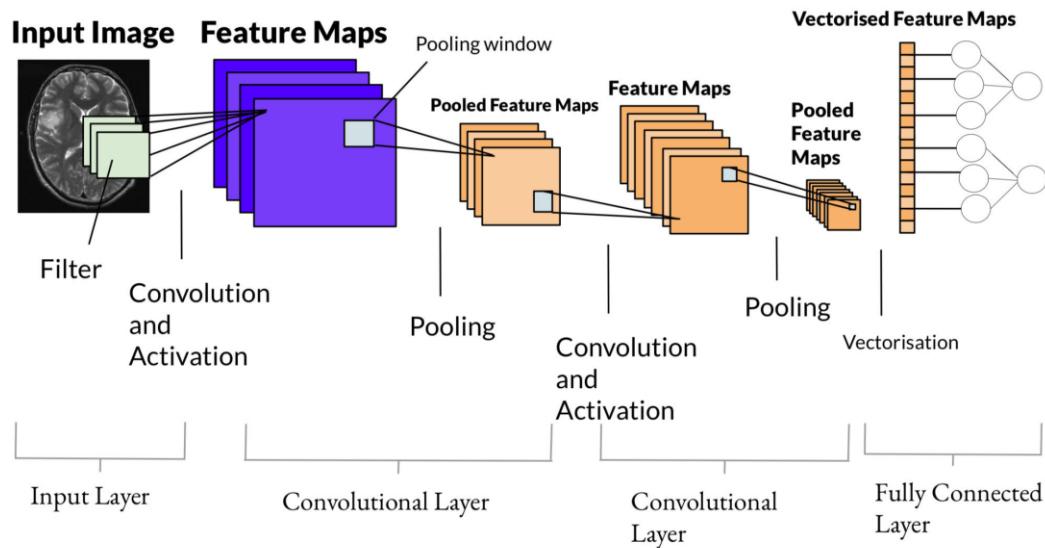 Input Image
Feature Maps
Pooling window
Vectorised Feature Maps
Pooled Feature Maps
Feature Maps
Pooled
Feature
Maps
Filter
Convolution
and
Activation
Pooling
Convolution
and
Activation
Pooling
Vectorisation
Input Layer
Convolutional Layer
Convolutional
Layer
Fully Connected
Layer